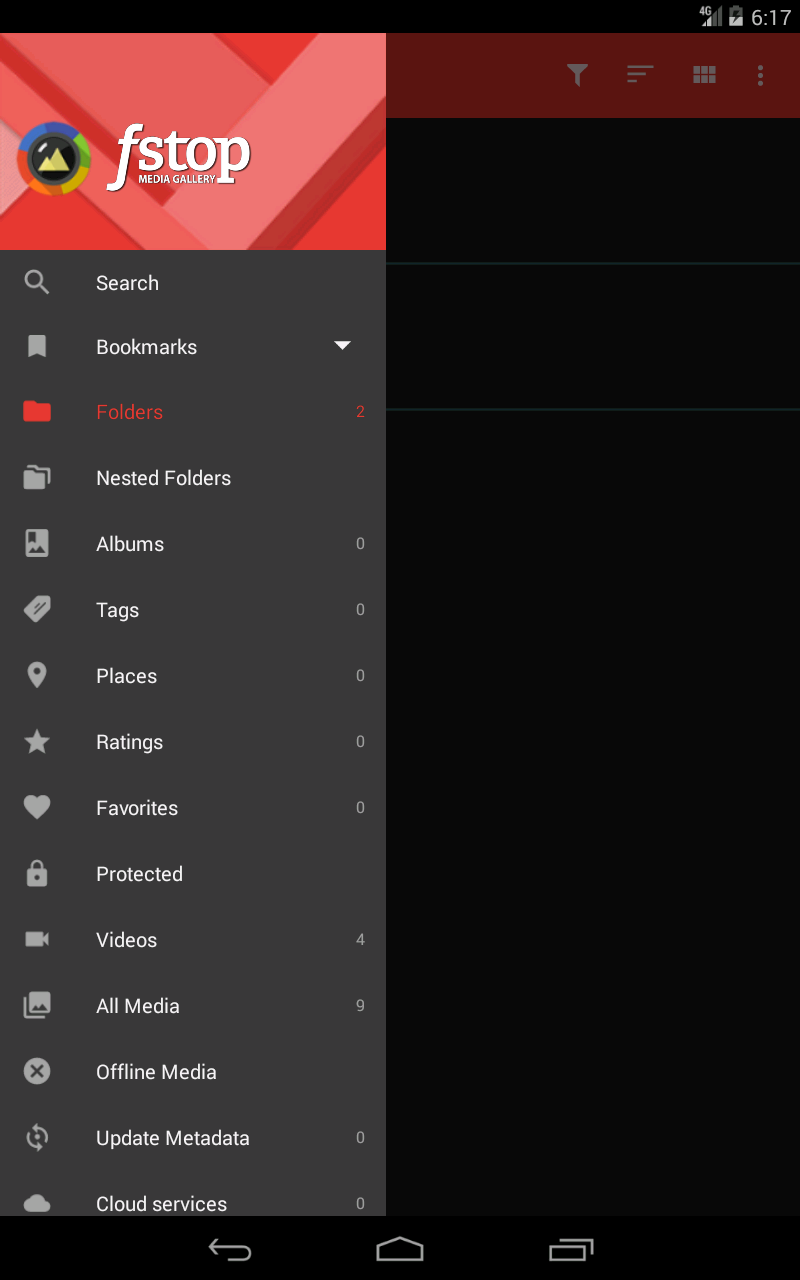 4G 6:17
fstop
MEDIA GALLERY
Search
Bookmarks
Folders 2
Nested Folders
Albums 0
Tags 0
Places 0
Ratings 0
Favorites 0
Protected
Videos 4
All Media 9
Offline Media
Update Metadata 0
Cloud services 0